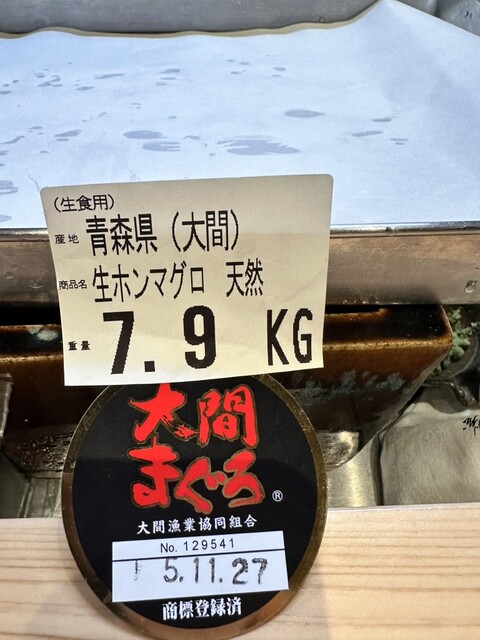 (生食用)
産地 青森県(大間)
商品名 生ホンマグロ 天然
重量 7.9 KG
大間
まぐろ®
大間漁業協同組合
No. 129541
5.11.27
商標登録済